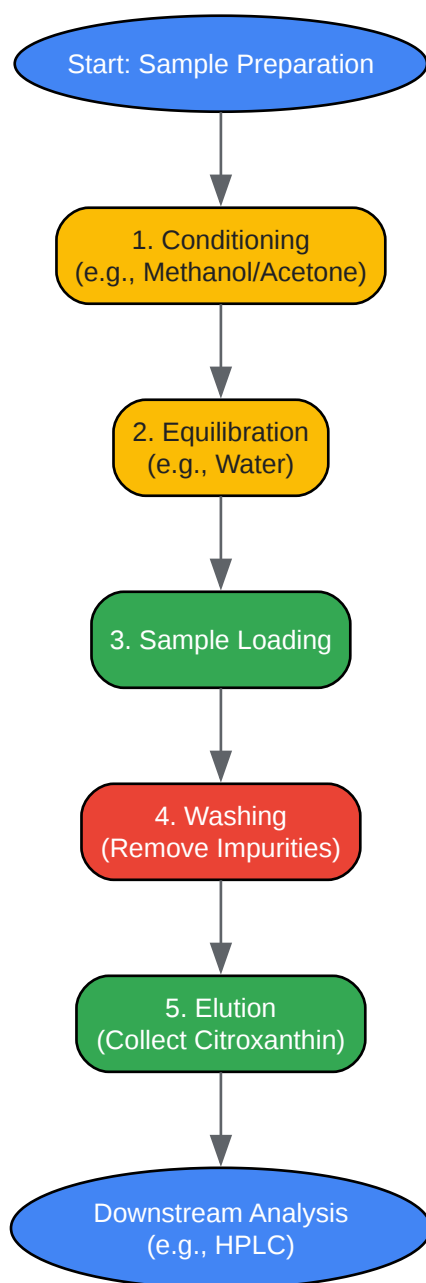 Start: Sample Preparation
1. Conditioning
(e.g., Methanol/Acetone)
2. Equilibration
(e.g., Water)
3. Sample Loading
4. Washing
(Remove Impurities)
5. Elution
(Collect Citroxanthin)
Downstream Analysis
(e.g., HPLC)